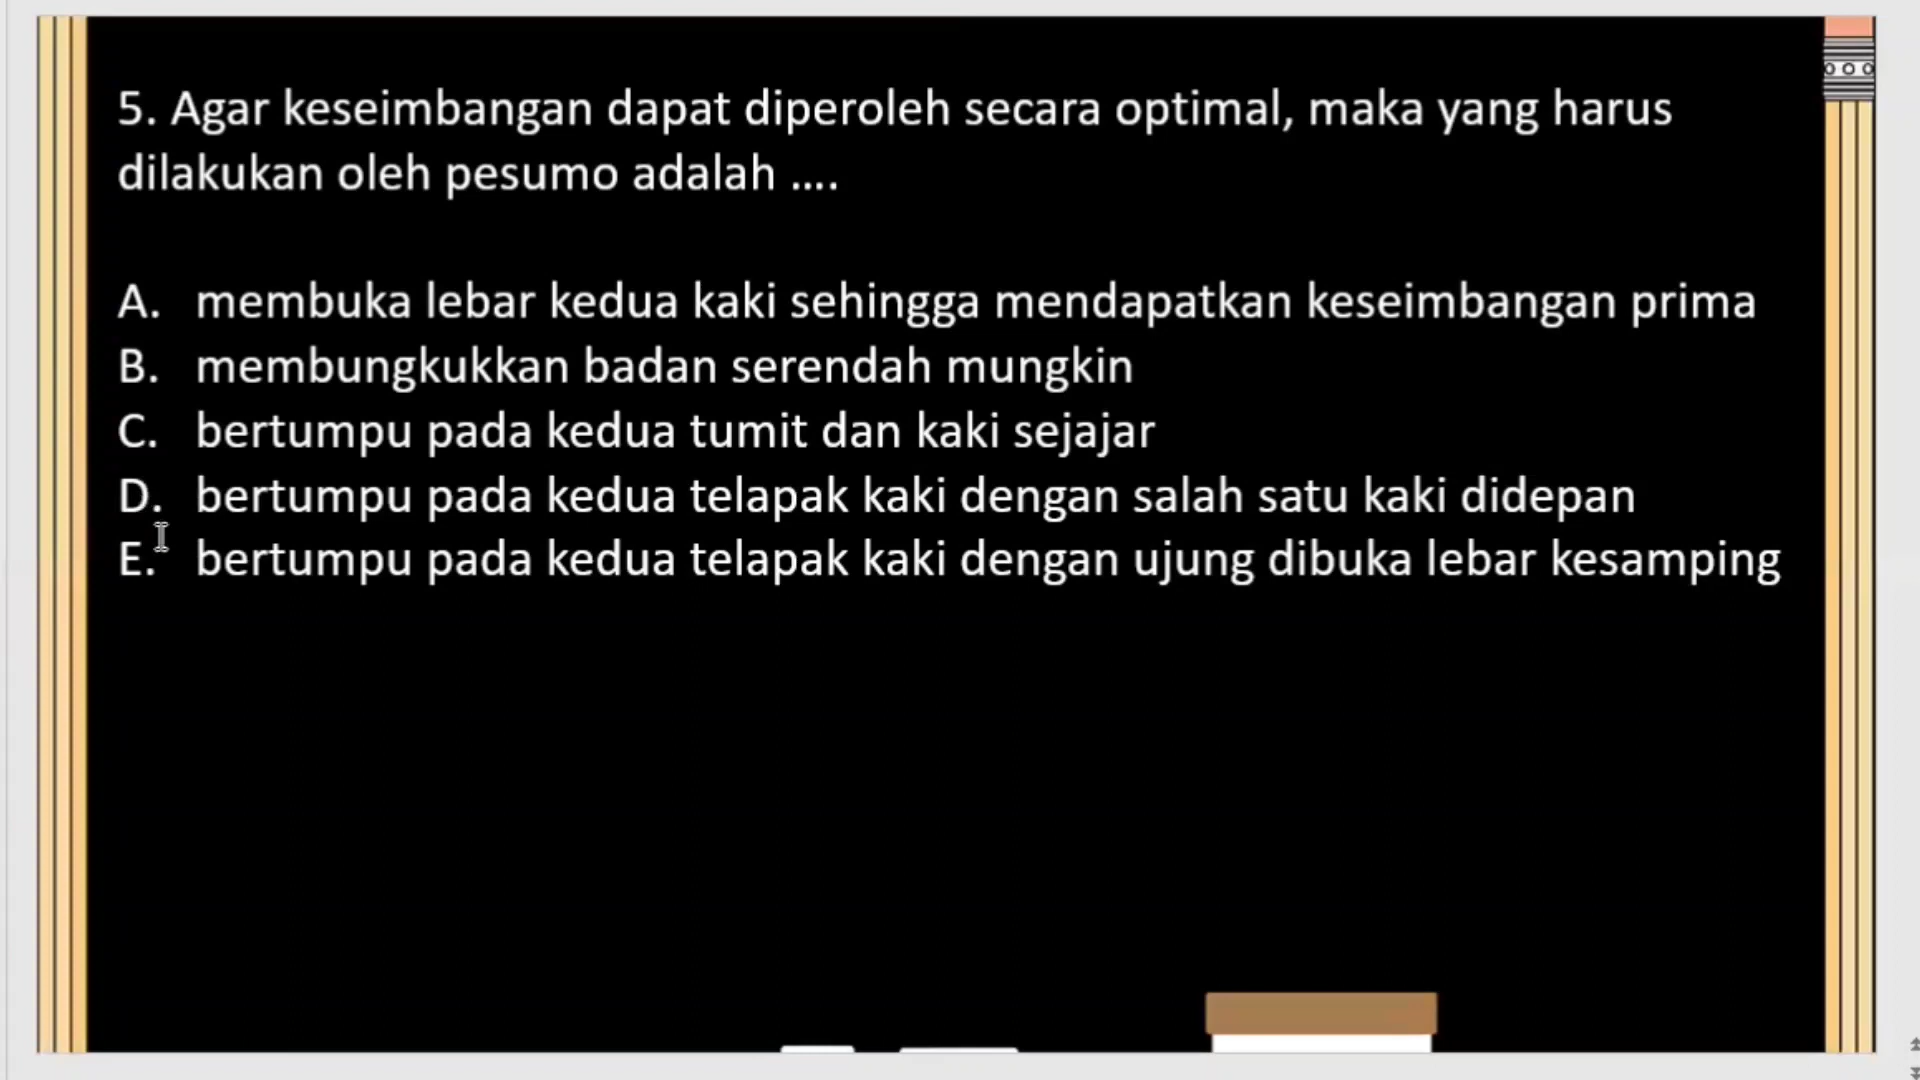 5. Agar keseimbangan dapat diperoleh secara optimal, maka yang harus
dilakukan oleh pesumo adalah ....
A. membuka lebar kedua kaki sehingga mendapatkan keseimbangan prima
B. membungkukkan badan serendah mungkin
C. bertumpu pada kedua tumit dan kaki sejajar
D. bertumpu pada kedua telapak kaki dengan salah satu kaki didepan
E. bertumpu pada kedua telapak kaki dengan ujung dibuka lebar kesamping